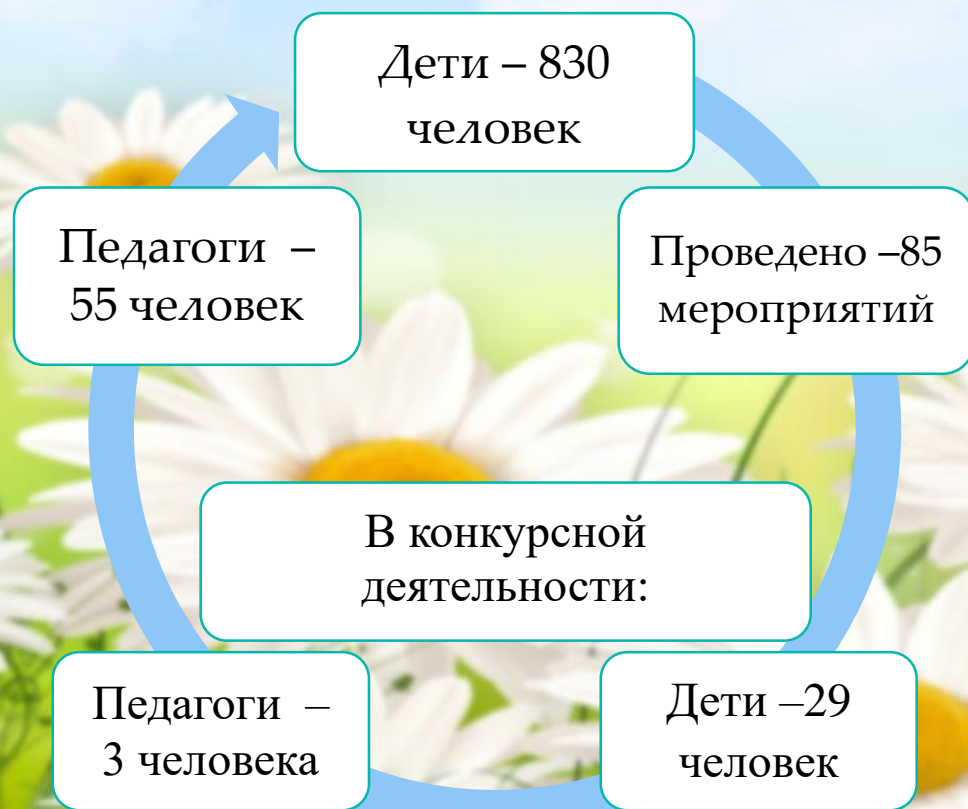 Дети – 830
человек
Педагоги –
55 человек
Проведено –85
мероприятий
В конкурсной
деятельности:
Педагоги –
3 человека
Дети –29
человек